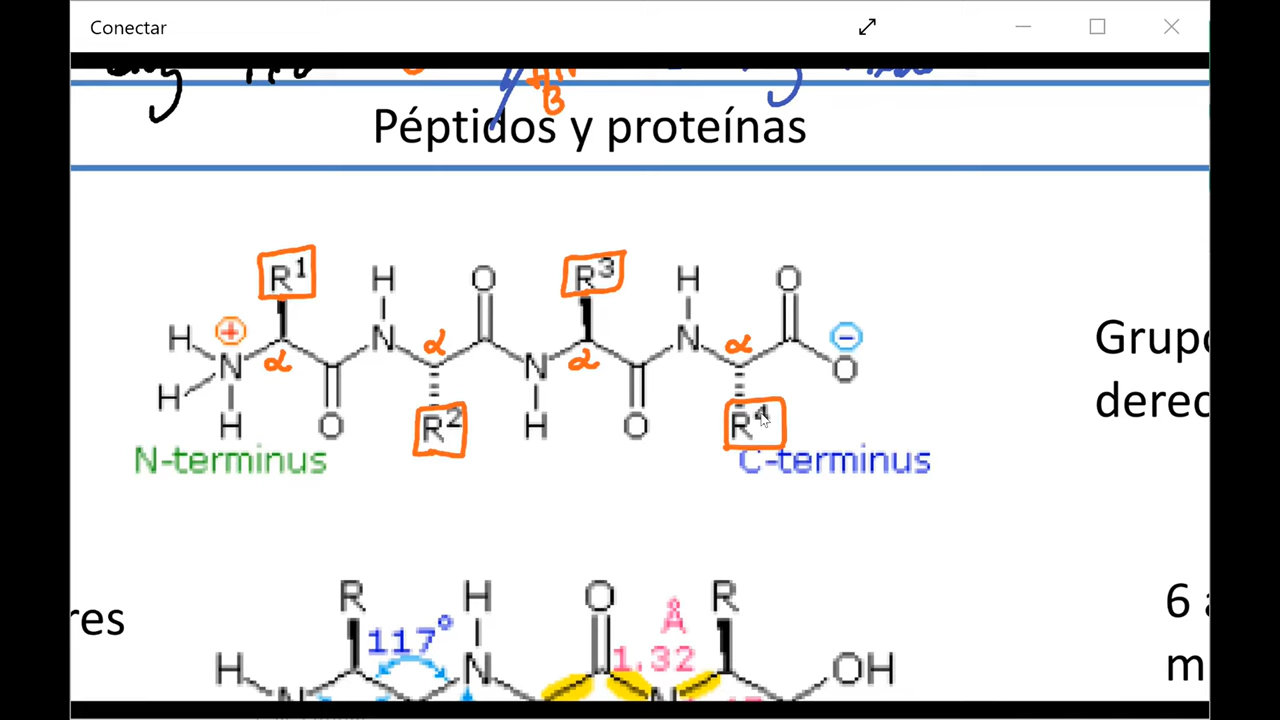 Conectar
Péptidos y proteínas
R¹ H O R³ H O
H ⊕ α α ⊖
H N N α N α N O
H O R² H O R⁴
N-terminus C-terminus
Grupo
derec
R H O Å R
res 117° 1.32 6
H N OH m